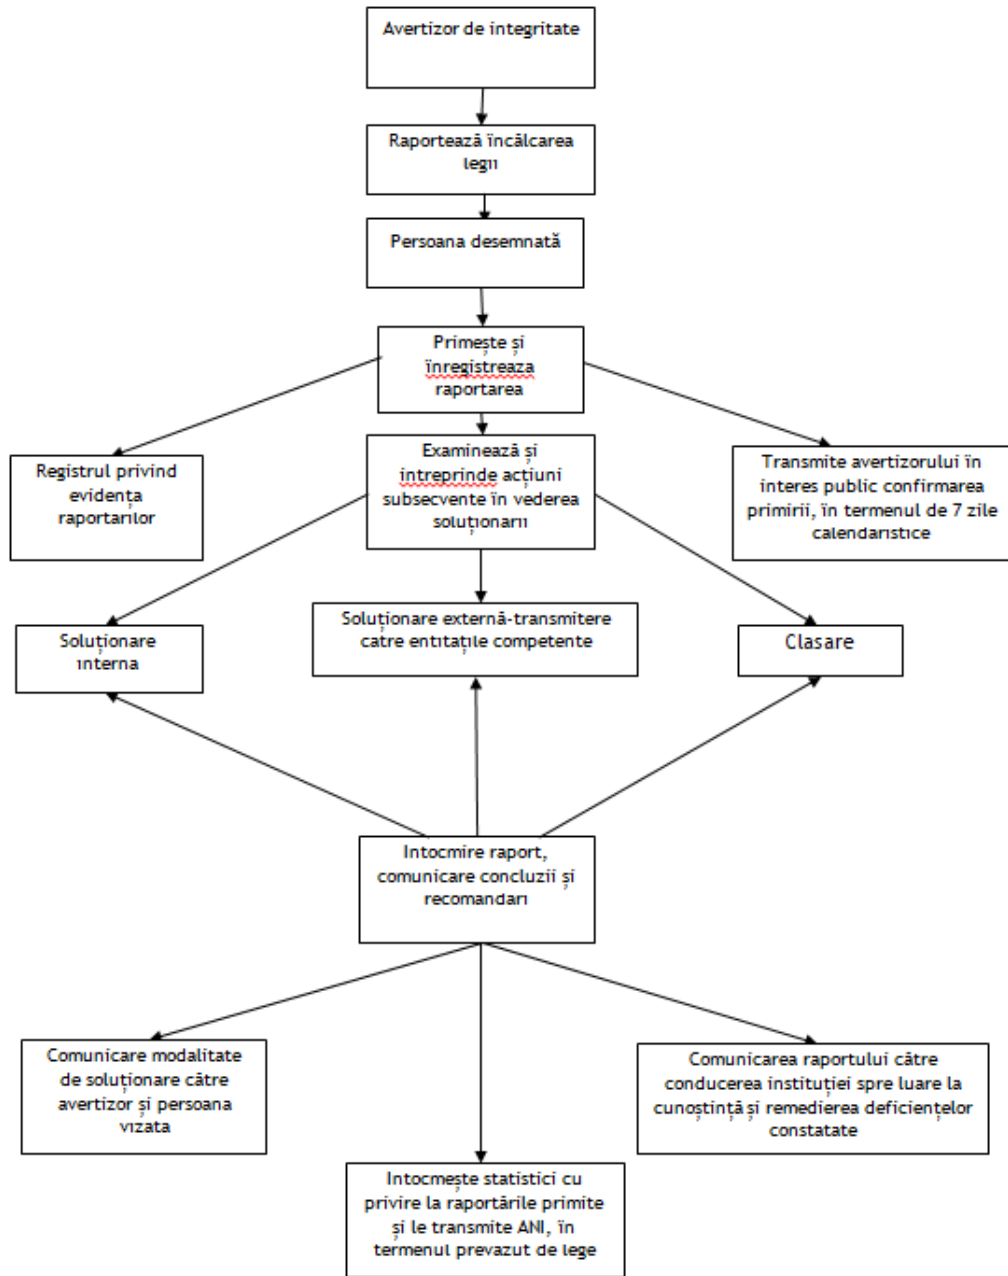 Avertizor de integritate
Raportează încălcarea
legii
Persoana desemnată
Primește și
înregistreaza
raportarea
Registrul privind
evidența
raportarilor
Examinează și
intreprinde acțiuni
subsecvente în vederea
soluționarii
Transmite avertizorului în
interes public confirmarea
primirii, în termenul de 7 zile
calendaristice
Soluționare
interna
Soluționare externă-transmitere
catre entitațile competente
Clasare
Intocmire raport,
comunicare concluzii și
recomandari
Comunicare modalitate
de soluționare către
avertizor și persoana
vizata
Intocmește statistici cu
privire la raportările primite
și le transmite ANI, în
termenul prevazut de lege
Comunicarea raportului către
conducerea instituției spre luare la
cunoștință și remedierea deficiențelor
constatate